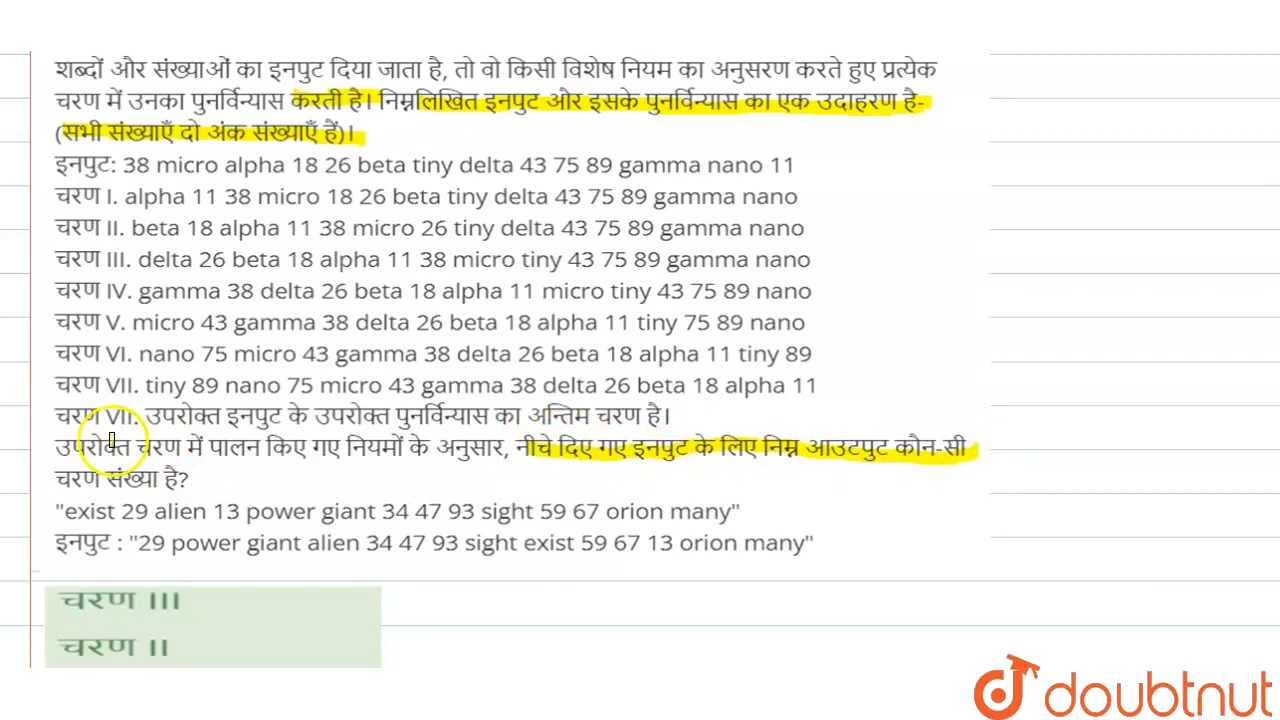 शब्दों और संख्याओं का इनपुट दिया जाता है, तो वो किसी विशेष नियम का अनुसरण करते हुए प्रत्येक
चरण में उनका पुनर्विन्यास करती है। निम्नलिखित इनपुट और इसके पुनर्विन्यास का एक उदाहरण है-
(सभी संख्याएँ दो अंक संख्याएँ हैं)।
इनपुट: 38 micro alpha 18 26 beta tiny delta 43 75 89 gamma nano 11
चरण I. alpha 11 38 micro 18 26 beta tiny delta 43 75 89 gamma nano
चरण II. beta 18 alpha 11 38 micro 26 tiny delta 43 75 89 gamma nano
चरण III. delta 26 beta 18 alpha 11 38 micro tiny 43 75 89 gamma nano
चरण IV. gamma 38 delta 26 beta 18 alpha 11 micro tiny 43 75 89 nano
चरण V. micro 43 gamma 38 delta 26 beta 18 alpha 11 tiny 75 89 nano
चरण VI. nano 75 micro 43 gamma 38 delta 26 beta 18 alpha 11 tiny 89
चरण VII. tiny 89 nano 75 micro 43 gamma 38 delta 26 beta 18 alpha 11
चरण VII. उपरोक्त इनपुट के उपरोक्त पुनर्विन्यास का अन्तिम चरण है।
उपरोक्त चरण में पालन किए गए नियमों के अनुसार, नीचे दिए गए इनपुट के लिए निम्न आउटपुट कौन-सी
चरण संख्या है?
"exist 29 alien 13 power giant 34 47 93 sight 59 67 orion many"
इनपुट : "29 power giant alien 34 47 93 sight exist 59 67 13 orion many"
चरण III
चरण II
doubtnut